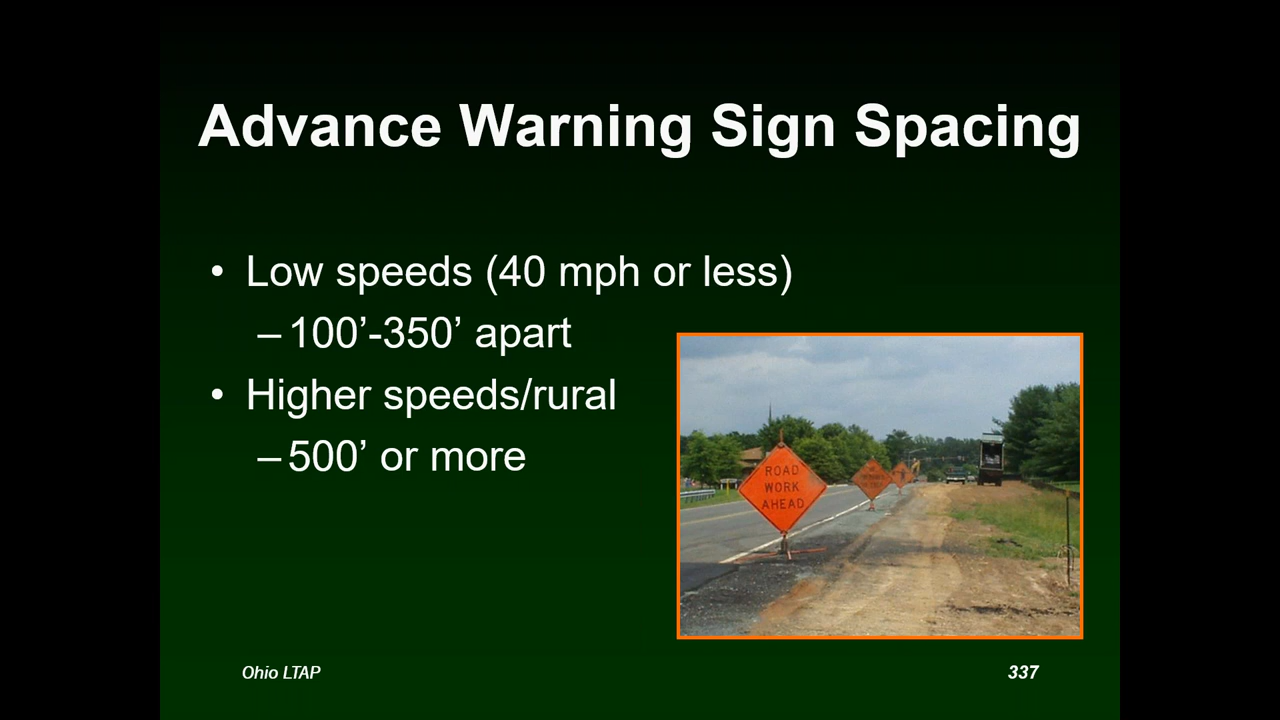 Advance Warning Sign Spacing
• Low speeds (40 mph or less)
–100’-350’ apart
• Higher speeds/rural
–500’ or more
ROAD
WORK
AHEAD
Ohio LTAP
337